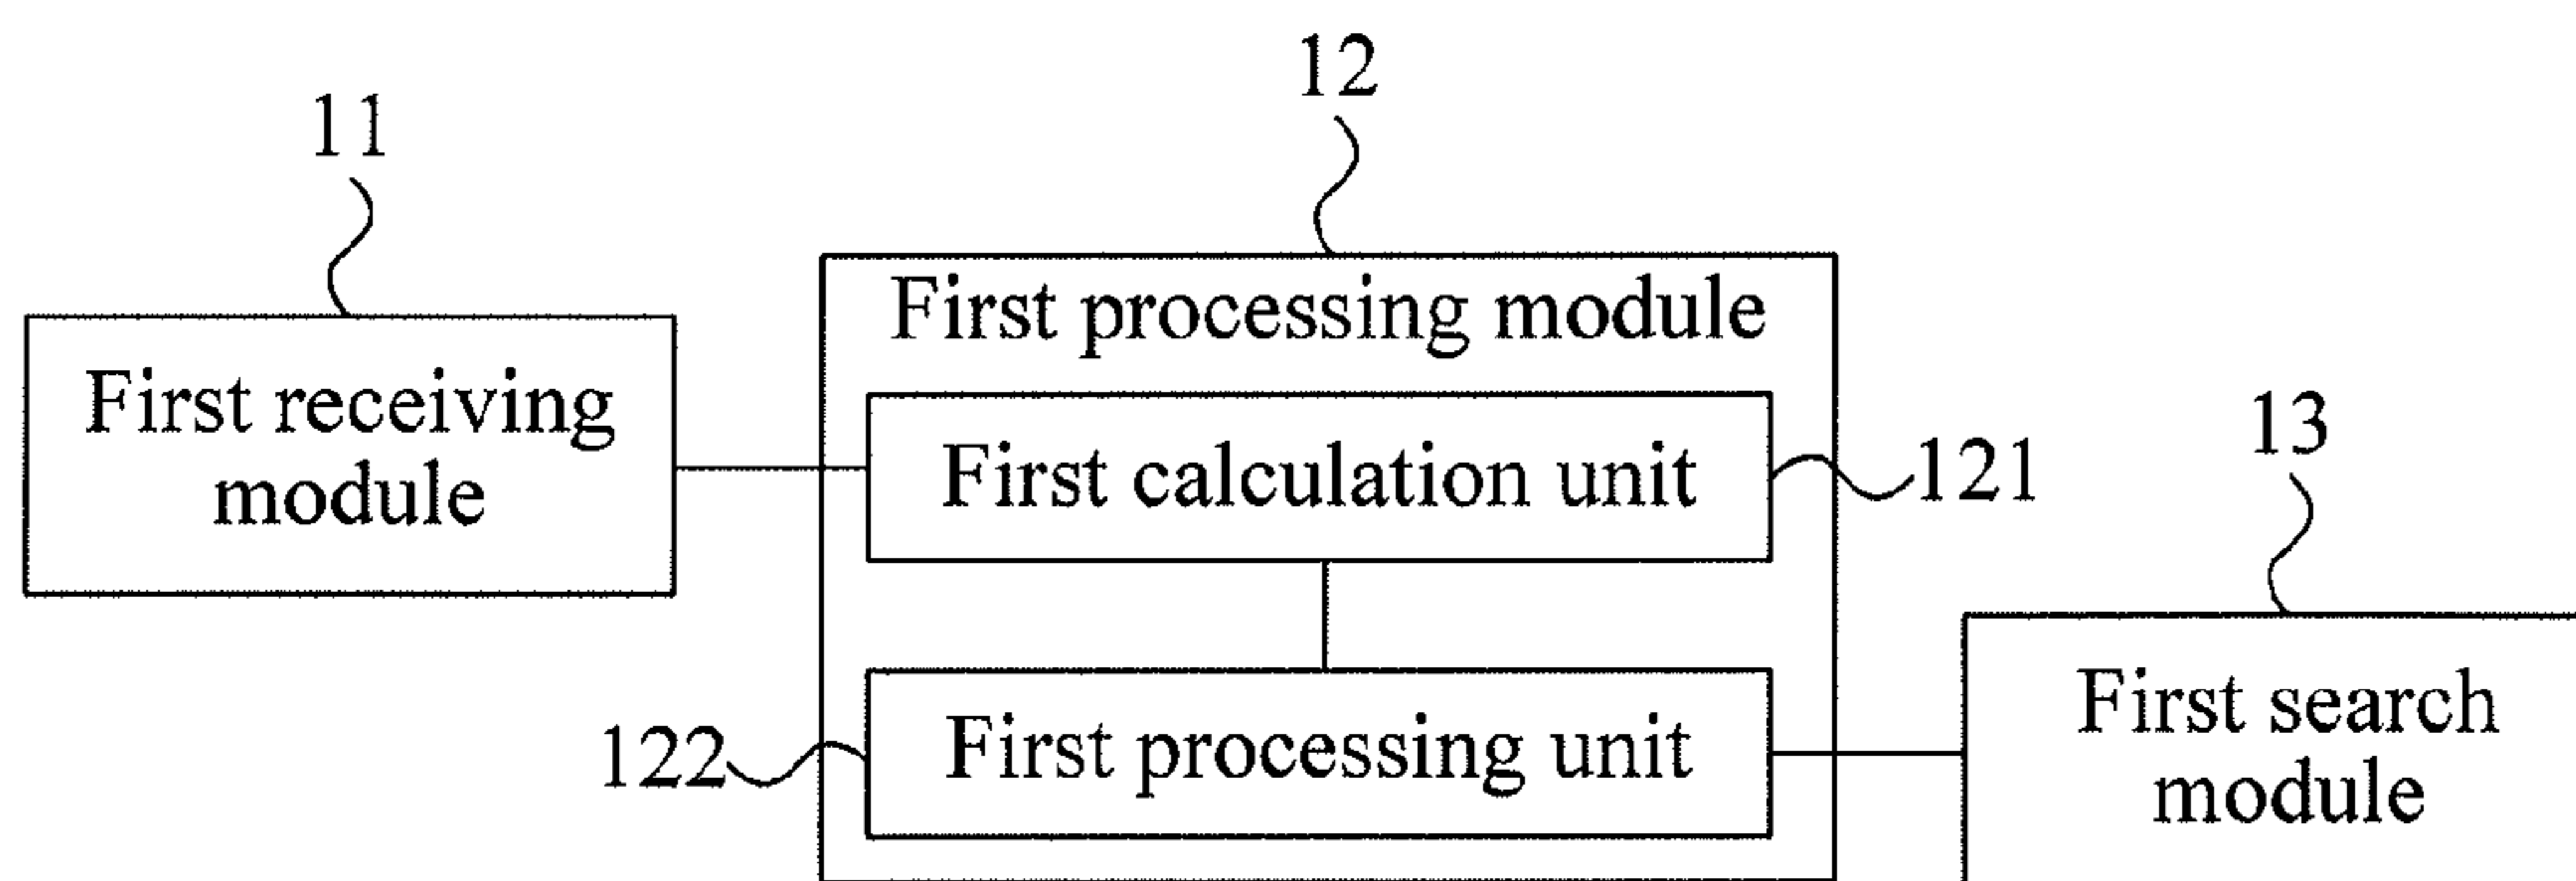 12
11
First processing module
First receiving
module
First calculation unit
121
13
122
First processing unit
First search
module